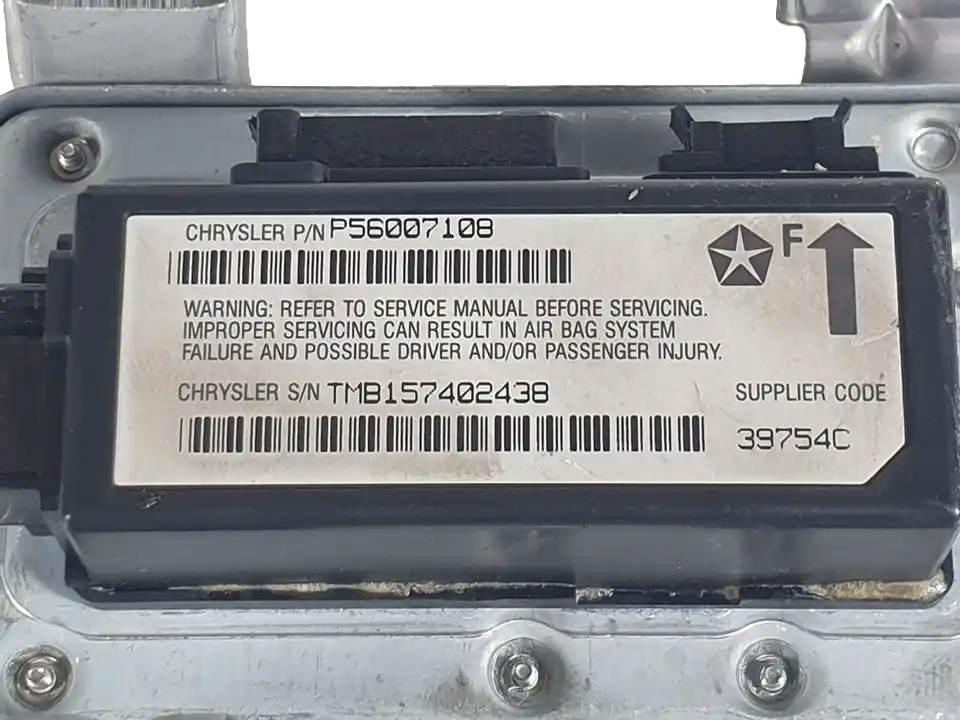 CHRYSLER P/N P56007108
F
WARNING: REFER TO SERVICE MANUAL BEFORE SERVICING.
IMPROPER SERVICING CAN RESULT IN AIR BAG SYSTEM
FAILURE AND POSSIBLE DRIVER AND/OR PASSENGER INJURY.
CHRYSLER S/N TMB157402438
SUPPLIER CODE
39754C